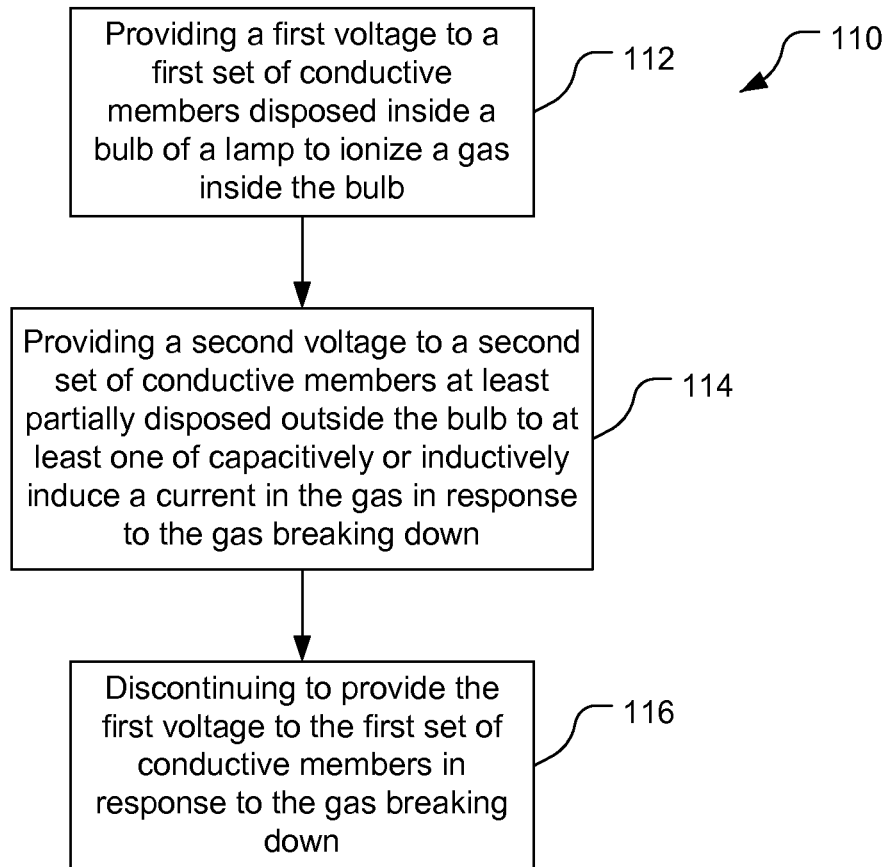 Providing a first voltage to a
first set of conductive
members disposed inside a
bulb of a lamp to ionize a gas
inside the bulb
112
110
Providing a second voltage to a second
set of conductive members at least
partially disposed outside the bulb to at
least one of capacitively or inductively
induce a current in the gas in response
to the gas breaking down
114
Discontinuing to provide the
first voltage to the first set of
conductive members in
response to the gas breaking
down
116